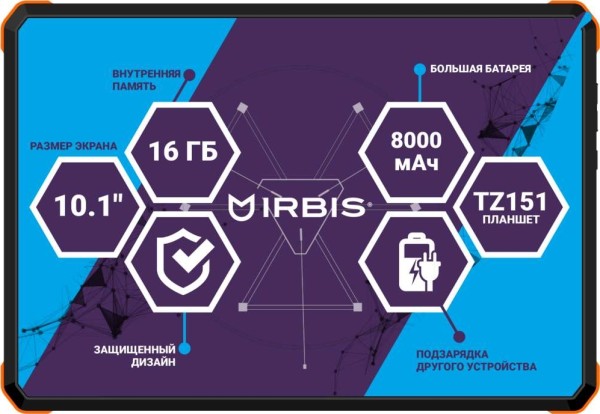 ВНУТРЕННЯЯ
ПАМЯТЬ
БОЛЬШАЯ БАТАРЕЯ
РАЗМЕР ЭКРАНА
16 ГБ
8000
мАч
10.1"
IRBIS
TZ151
ПЛАНШЕТ
ЗАЩИЩЕННЫЙ
ДИЗАЙН
ПОДЗАРЯДКА
ДРУГОГО УСТРОЙСТВА